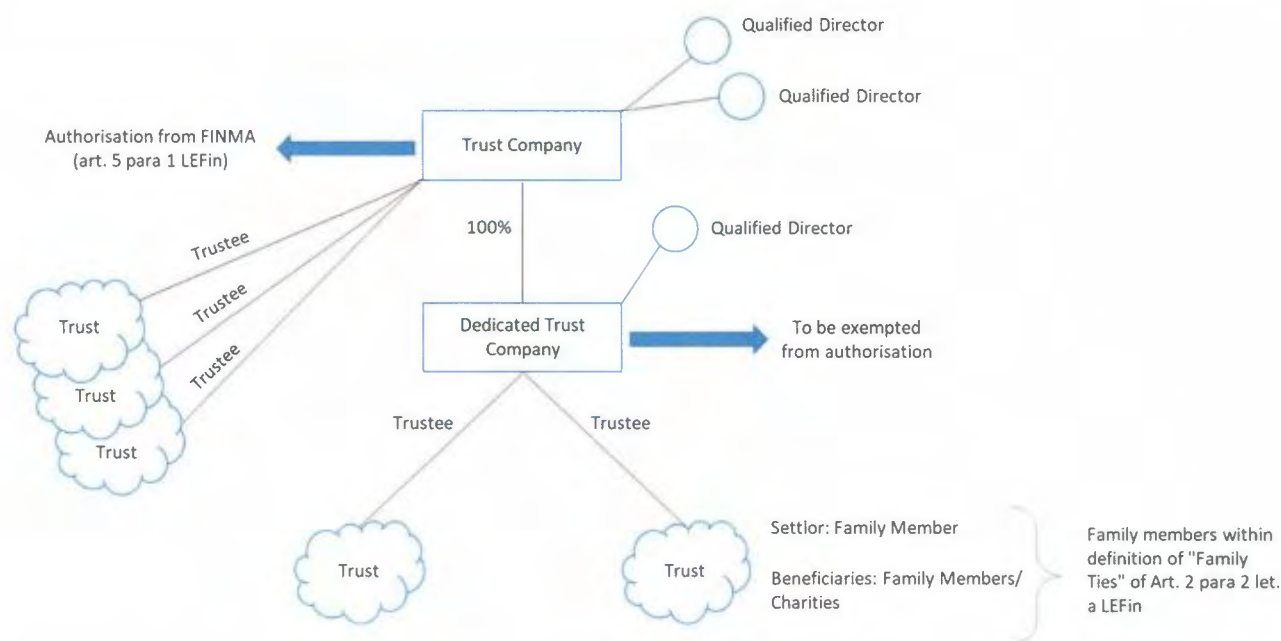 Qualified Director
Qualified Director
Authorisation from FINMA
(art. 5 para 1 LEFin)
Trust Company
Trustee
Trustee
Trustee
100%
Qualified Director
Trust
Trust
Trust
Dedicated Trust
Company
To be exempted
from authorisation
Trustee
Trustee
Trust
Trust
Settlor: Family Member
Beneficiaries: Family Members/
Charities
Family members within
definition of "Family
Ties" of Art. 2 para 2 let.
a LEFin